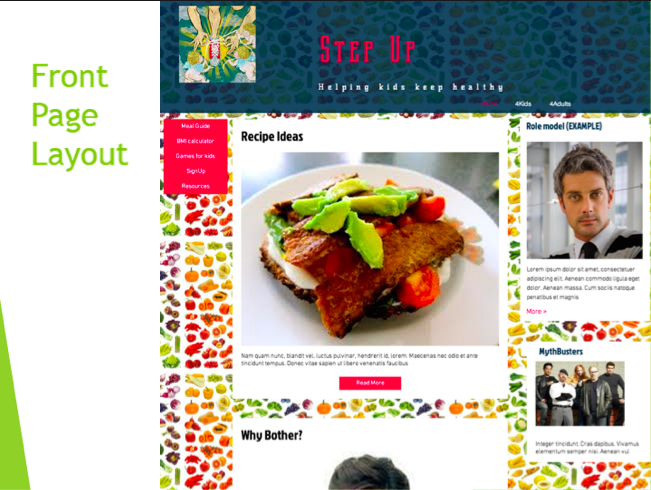 Front
Page
Layout
Step Up
Helping kids keep healthy
Home
4Kids
4Adults
Meal Guide
BMI calculator
Games for kids
SignUp
Resources
Recipe Ideas
Nam quam nunc, blandit vel, luctus pulvinar, hendrerit id, lorem. Maecenas nec odio et ante
tincidunt tempus. Donec vitae sapien ut libero venenatis faucibus
Read More
Why Bother?
Role model (EXAMPLE)
Lorem ipsum dolor sit amet, consectetuer
adipiscing elit. Aenean commodo ligula eget
dolor. Aenean massa. Cum sociis natoque
penatibus et magnis
More >
MythBusters
Integer tincidunt. Cras dapibus. Vivamus
elementum semper nisi. Aenean vul